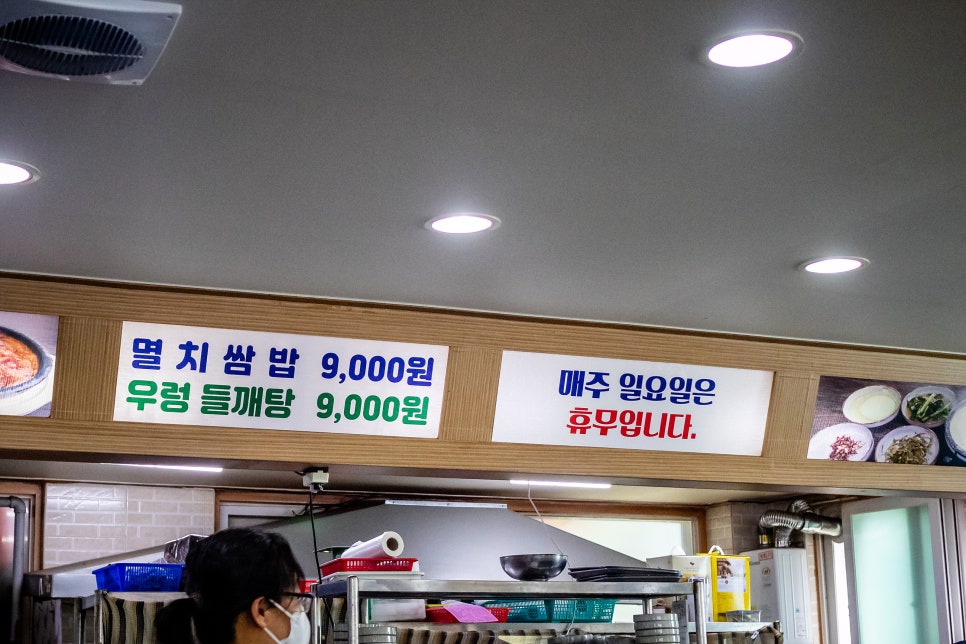 멸치쌈밥 9,000원
우렁 들깨탕 9,000원
매주 일요일은
휴무입니다.